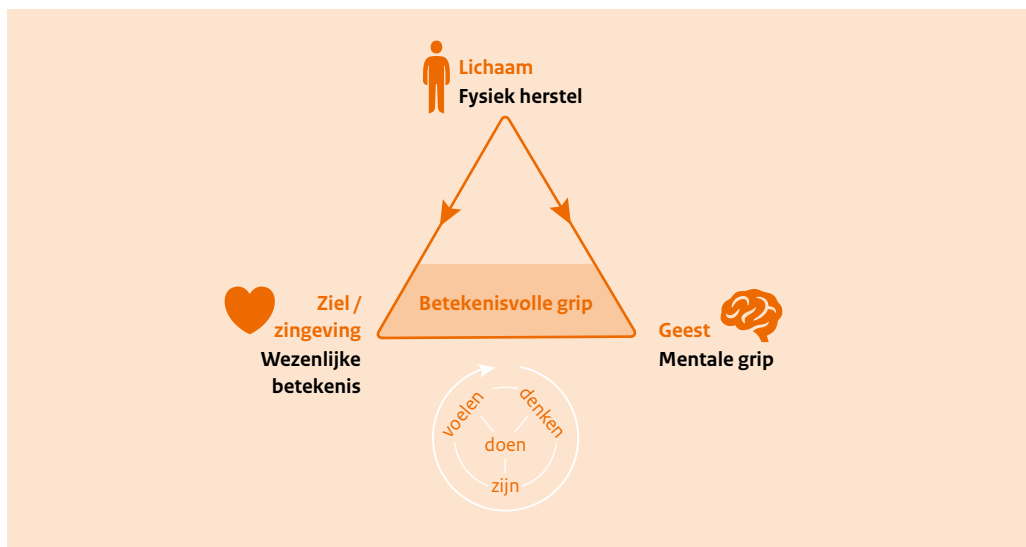 Lichaam
Fysiek herstel
Ziel /
zingeving
Wezenlijke
betekenis
Betekenisvolle grip
Geest
Mentale grip
voelen
denken
doen
zijn